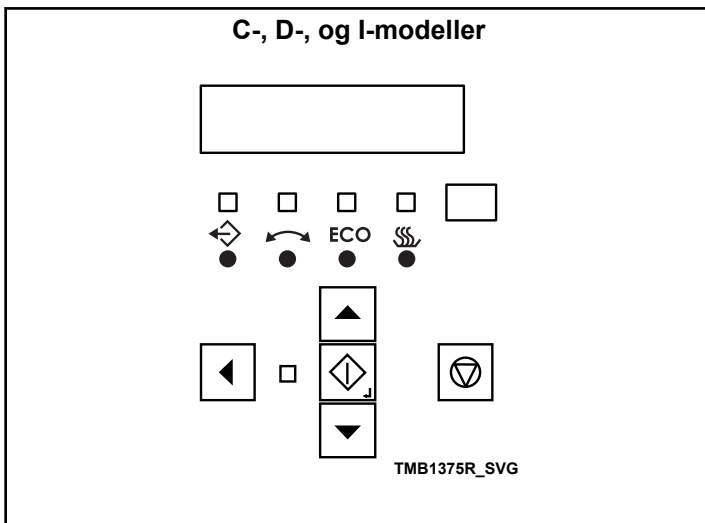 C-, D-, og I-modeller
ECO
TMB1375R_SVG